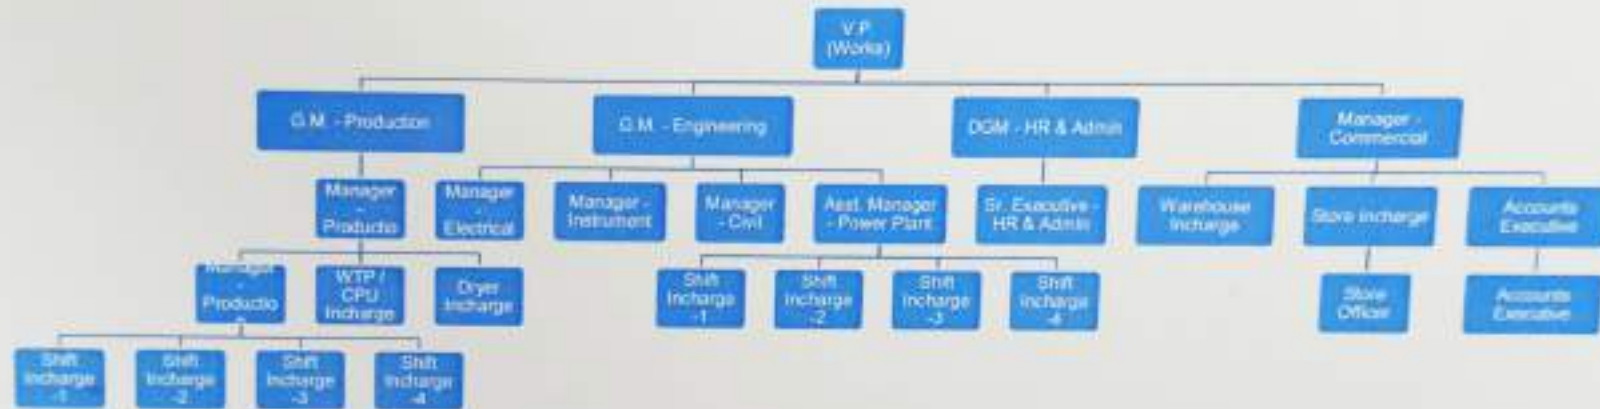 V.P.
(Works)
G.M. - Production
G.M. - Engineering
DGM - HR & Admin
Manager -
Commercial
Manager
-
Productio
Manager
-
Electrical
Manager -
Instrument
Manager
- Civil
Asst. Manager
- Power Plant
Sr. Executive -
HR & Admin
Warehouse
Incharge
Store Incharge
Accounts
Executive
Manager
-
Productio
WTP /
CPU
Incharge
Dryer
Incharge
Shift
Incharge
-1
Shift
Incharge
-2
Shift
Incharge
-3
Shift
Incharge
-4
Store
Officer
Accounts
Executive
Shift
Incharge
-1
Shift
Incharge
-2
Shift
Incharge
-3
Shift
Incharge
-4